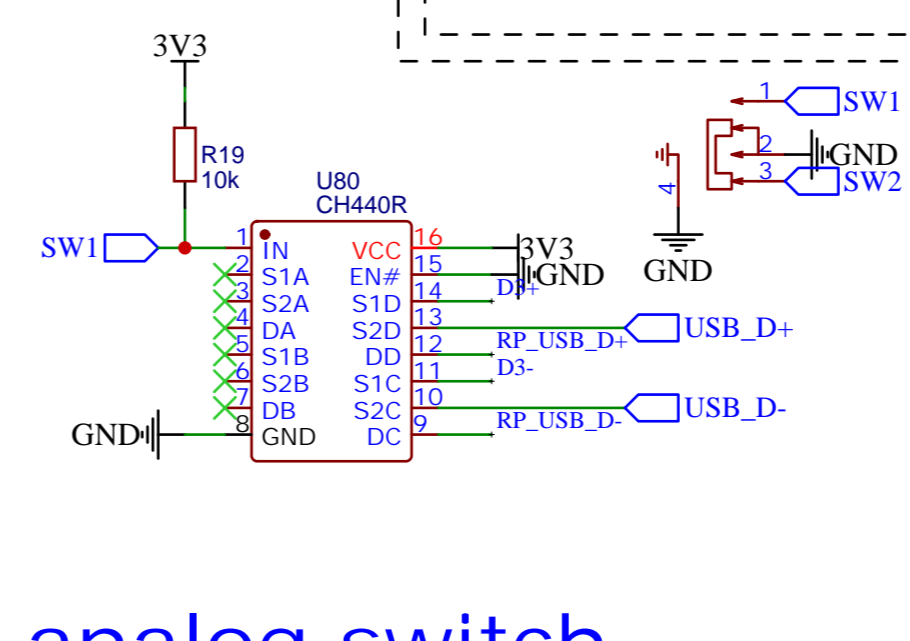 3V3
R19
10k
U80
CH440R
SW1
1 IN
2 S1A
3 S2A
4 DA
5 S1B
6 S2B
7 DB
GND 8 GND
VCC 16 3V3
EN# 15 GND
S1D 14 D3+
S2D 13 USB_D+
DD 12 RP_USB_D+
S1C 11 D3-
S2C 10 USB_D-
DC 9 RP_USB_D-
1 SW1
2 GND
3 SW2
4
GND
analog switch